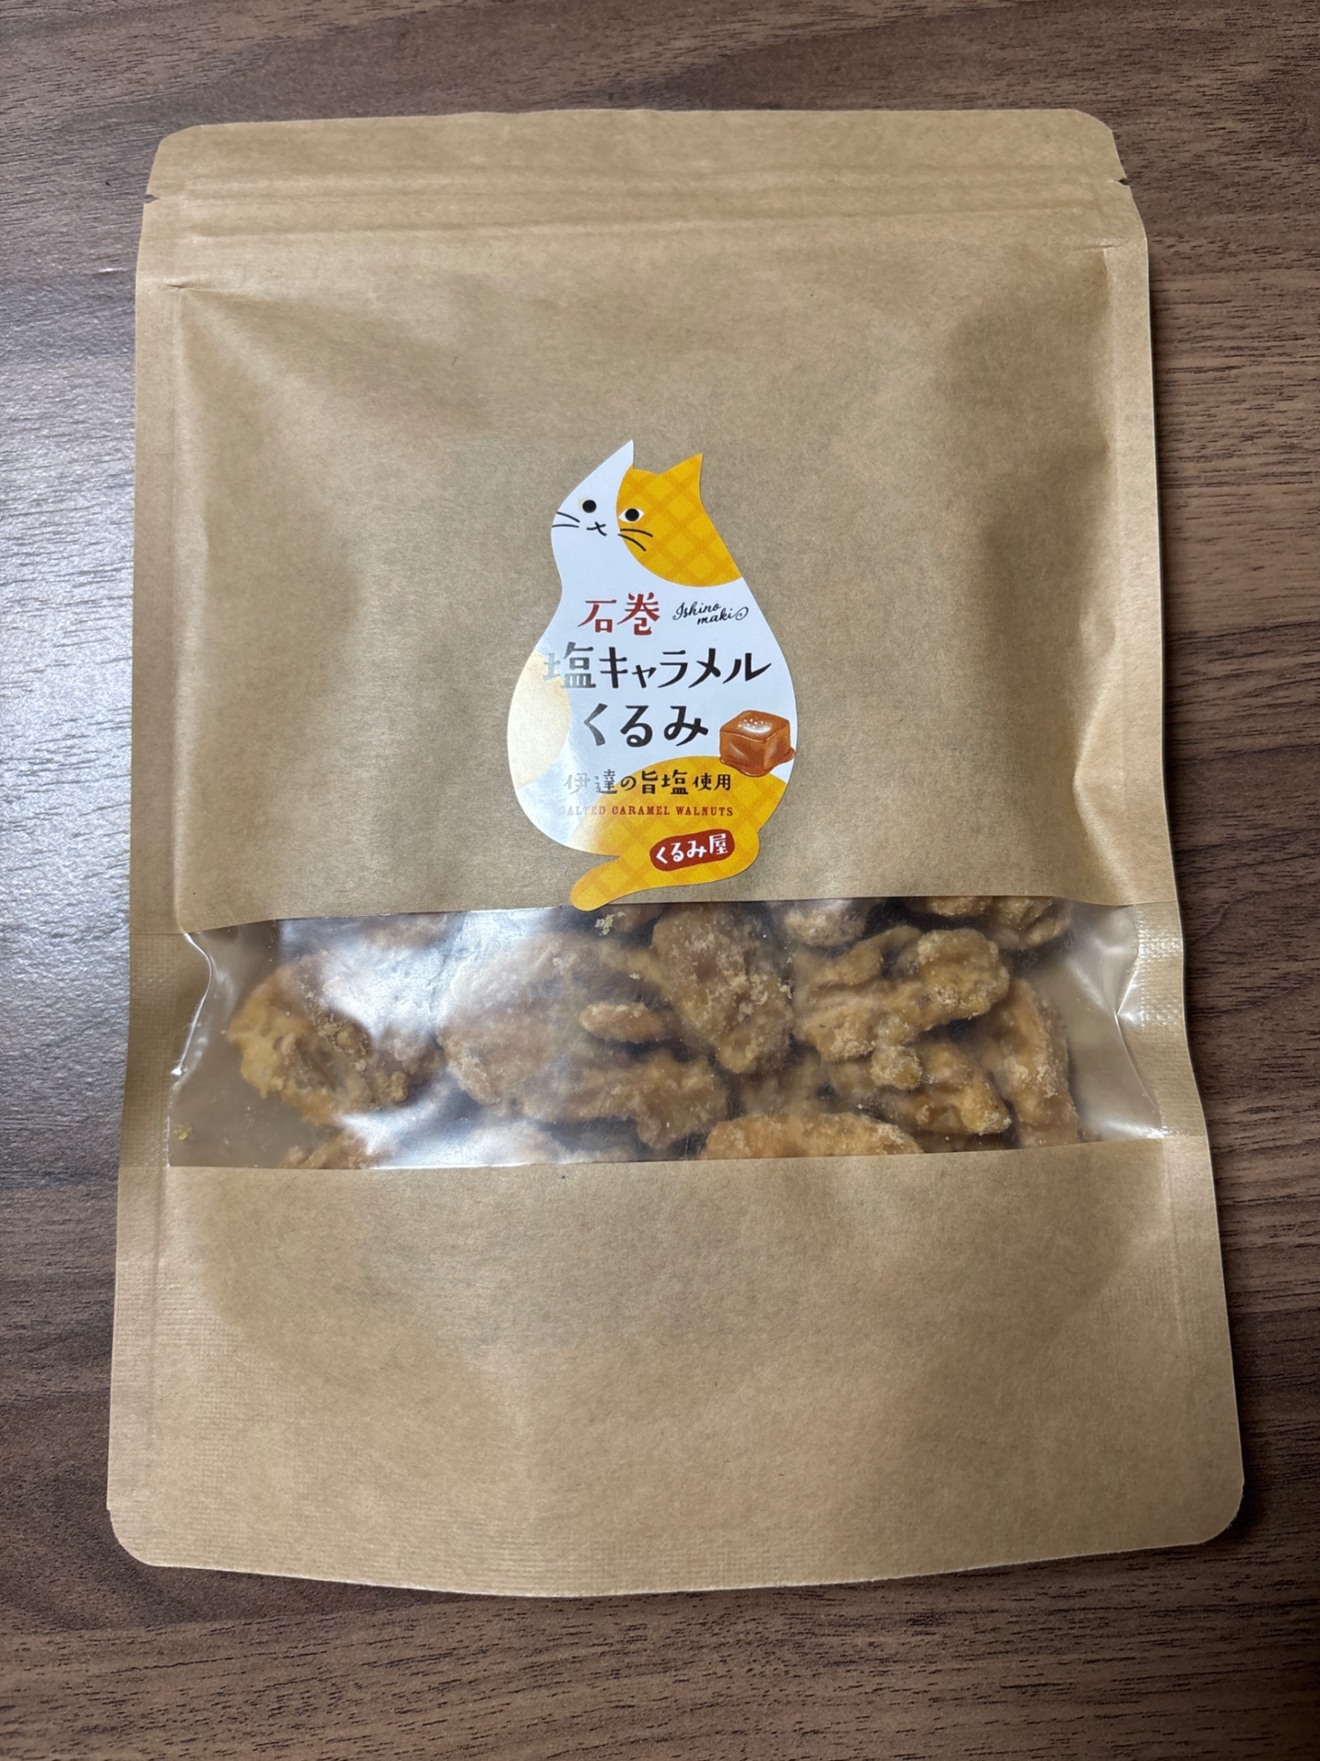 石巻 Ishinomaki
塩キャラメル
くるみ
伊達の旨塩使用
SALTED CARAMEL WALNUTS
くるみ屋